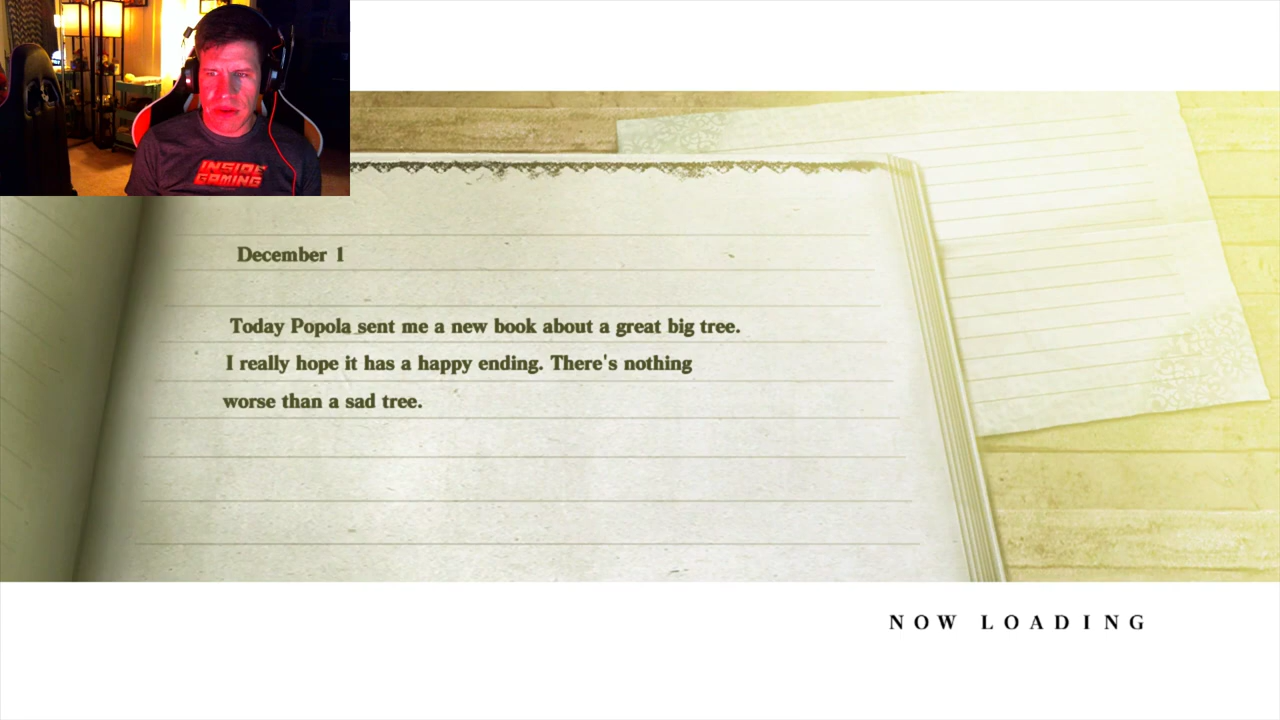 INSIDE
GAMING
December 1
Today Popola sent me a new book about a great big tree.
I really hope it has a happy ending. There's nothing
worse than a sad tree.
NOW LOADING